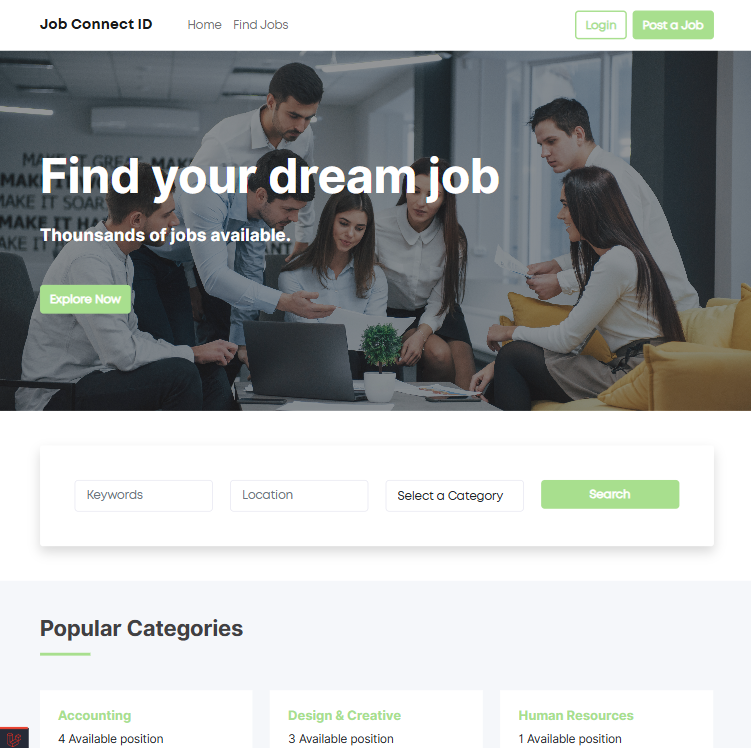 Job Connect ID
Home
Find Jobs
Login
Post a Job
Find your dream job
Thounsands of jobs available.
Explore Now
Keywords
Location
Select a Category
Search
Popular Categories
Accounting
4 Available position
Design & Creative
3 Available position
Human Resources
1 Available position